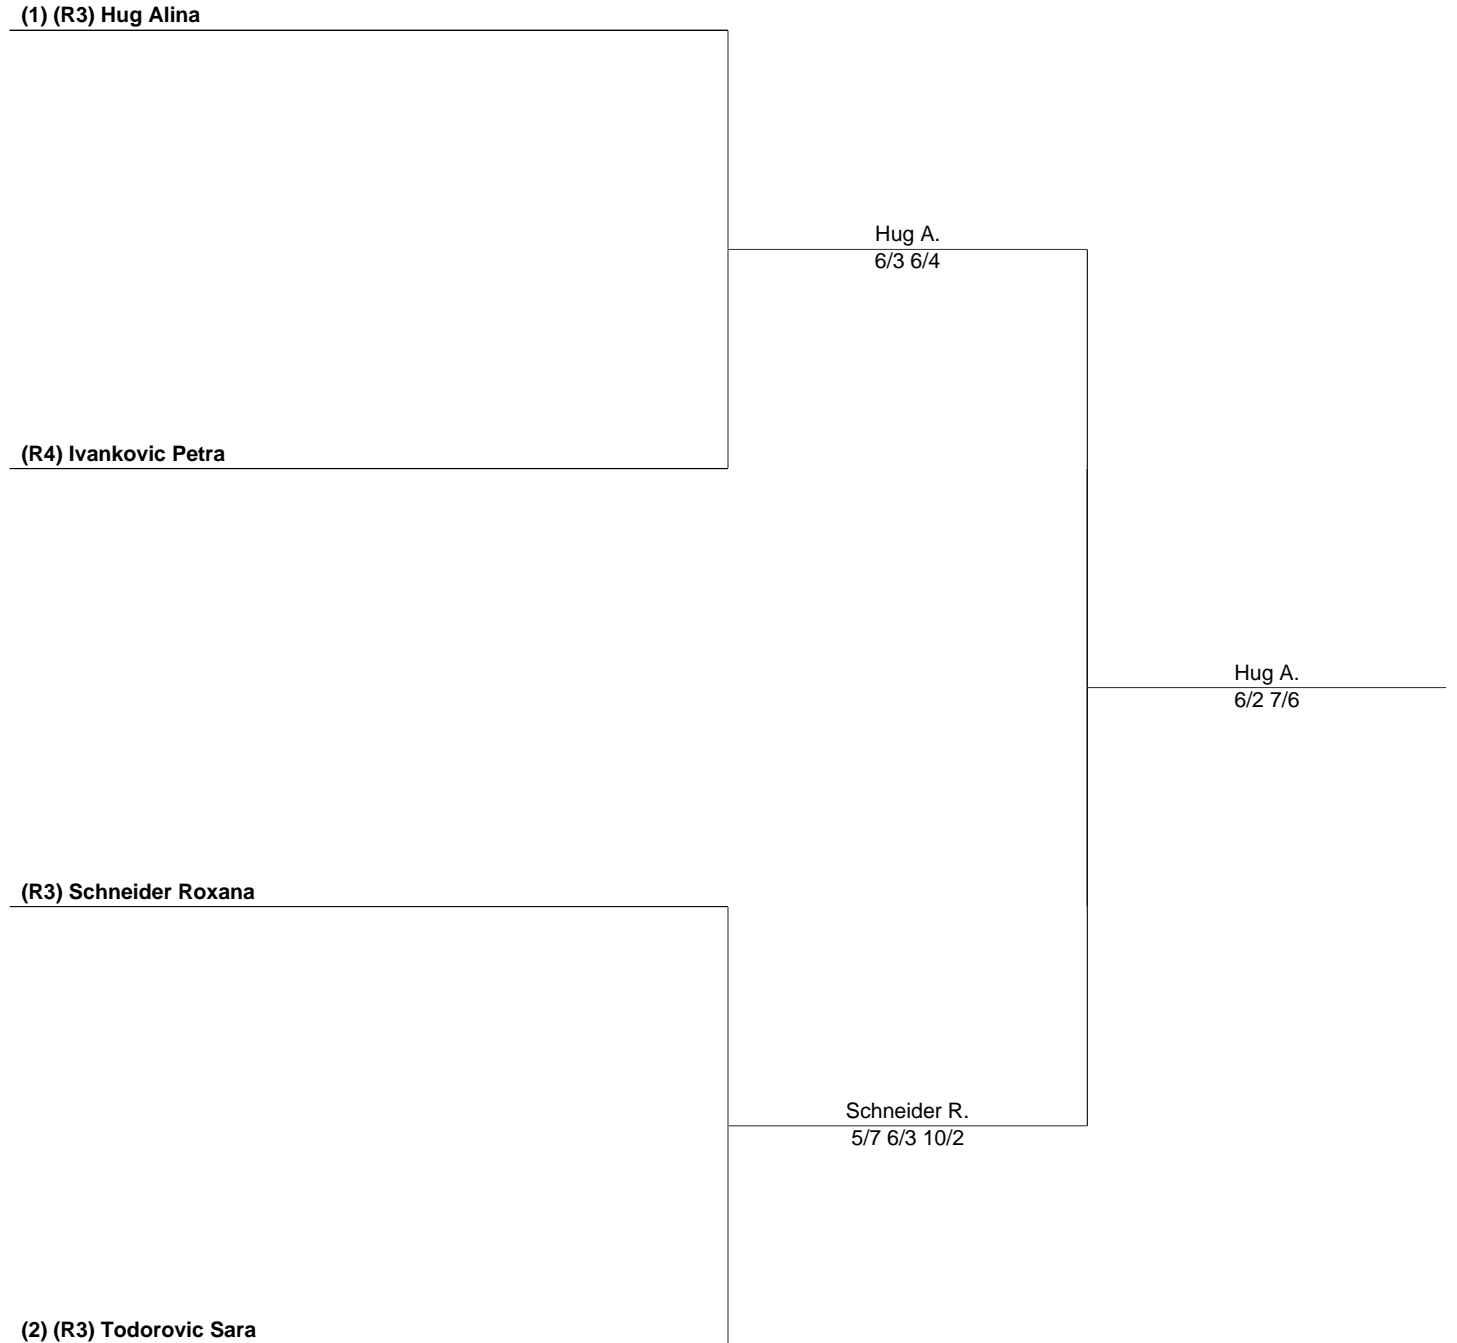 (1) (R3) Hug Alina
Hug A.
6/3 6/4
(R4) Ivankovic Petra
Hug A.
6/2 7/6
(R3) Schneider Roxana
Schneider R.
5/7 6/3 10/2
(2) (R3) Todorovic Sara